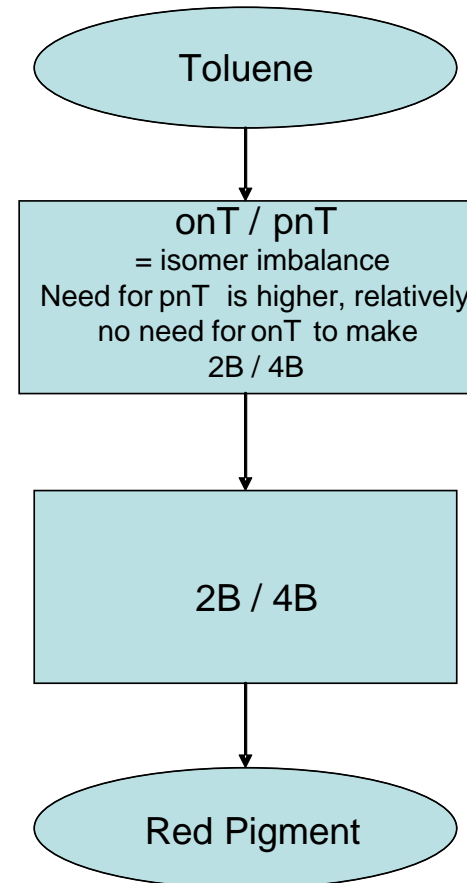 Toluene
onT / pnT
= isomer imbalance
Need for pnT is higher, relatively
no need for onT to make
2B / 4B
2B / 4B
Red Pigment